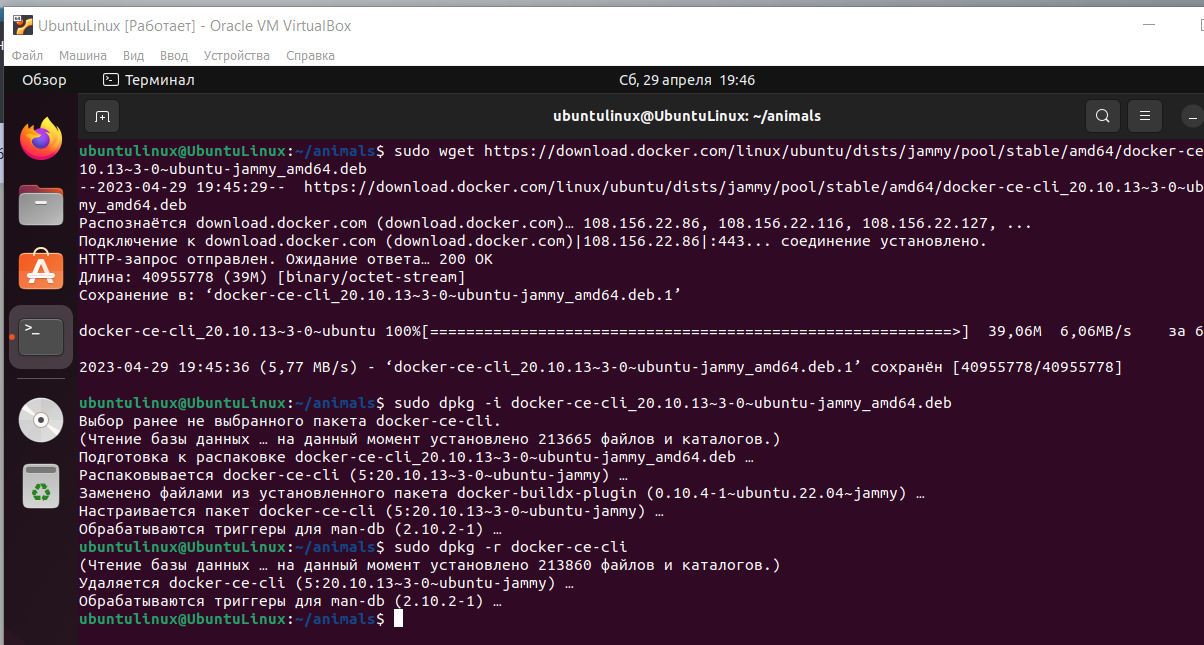 UbuntuLinux [Работает] - Oracle VM VirtualBox
Файл Машина Вид Ввод Устройства Справка
Обзор Терминал Сб, 29 апреля 19:46
ubuntulinux@UbuntuLinux: ~/animals
ubuntulinux@UbuntuLinux:~/animals$ sudo wget https://download.docker.com/linux/ubuntu/dists/jammy/pool/stable/amd64/docker-ce
10.13~3-0~ubuntu-jammy_amd64.deb
--2023-04-29 19:45:29-- https://download.docker.com/linux/ubuntu/dists/jammy/pool/stable/amd64/docker-ce-cli_20.10.13~3-0~ub
my_amd64.deb
Распознаётся download.docker.com (download.docker.com)… 108.156.22.86, 108.156.22.116, 108.156.22.127, ...
Подключение к download.docker.com (download.docker.com)|108.156.22.86|:443... соединение установлено.
HTTP-запрос отправлен. Ожидание ответа… 200 OK
Длина: 40955778 (39M) [binary/octet-stream]
Сохранение в: ‘docker-ce-cli_20.10.13~3-0~ubuntu-jammy_amd64.deb.1’
docker-ce-cli_20.10.13~3-0~ubuntu 100%[==========================================================>] 39,06M 6,06MB/s за 6
2023-04-29 19:45:36 (5,77 MB/s) - ‘docker-ce-cli_20.10.13~3-0~ubuntu-jammy_amd64.deb.1’ сохранён [40955778/40955778]
ubuntulinux@UbuntuLinux:~/animals$ sudo dpkg -i docker-ce-cli_20.10.13~3-0~ubuntu-jammy_amd64.deb
Выбор ранее не выбранного пакета docker-ce-cli.
(Чтение базы данных … на данный момент установлено 213665 файлов и каталогов.)
Подготовка к распаковке docker-ce-cli_20.10.13~3-0~ubuntu-jammy_amd64.deb …
Распаковывается docker-ce-cli (5:20.10.13~3-0~ubuntu-jammy) …
Заменено файлами из установленного пакета docker-buildx-plugin (0.10.4-1~ubuntu.22.04~jammy) …
Настраивается пакет docker-ce-cli (5:20.10.13~3-0~ubuntu-jammy) …
Обрабатываются триггеры для man-db (2.10.2-1) …
ubuntulinux@UbuntuLinux:~/animals$ sudo dpkg -r docker-ce-cli
(Чтение базы данных … на данный момент установлено 213860 файлов и каталогов.)
Удаляется docker-ce-cli (5:20.10.13~3-0~ubuntu-jammy) …
Обрабатываются триггеры для man-db (2.10.2-1) …
ubuntulinux@UbuntuLinux:~/animals$